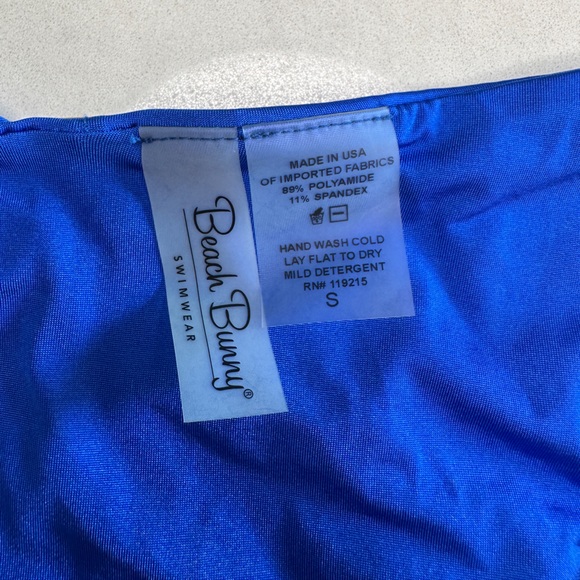 Beach Bunny®
SWIMWEAR
MADE IN USA
OF IMPORTED FABRICS
89% POLYAMIDE
11% SPANDEX
HAND WASH COLD
LAY FLAT TO DRY
MILD DETERGENT
RN# 119215
S